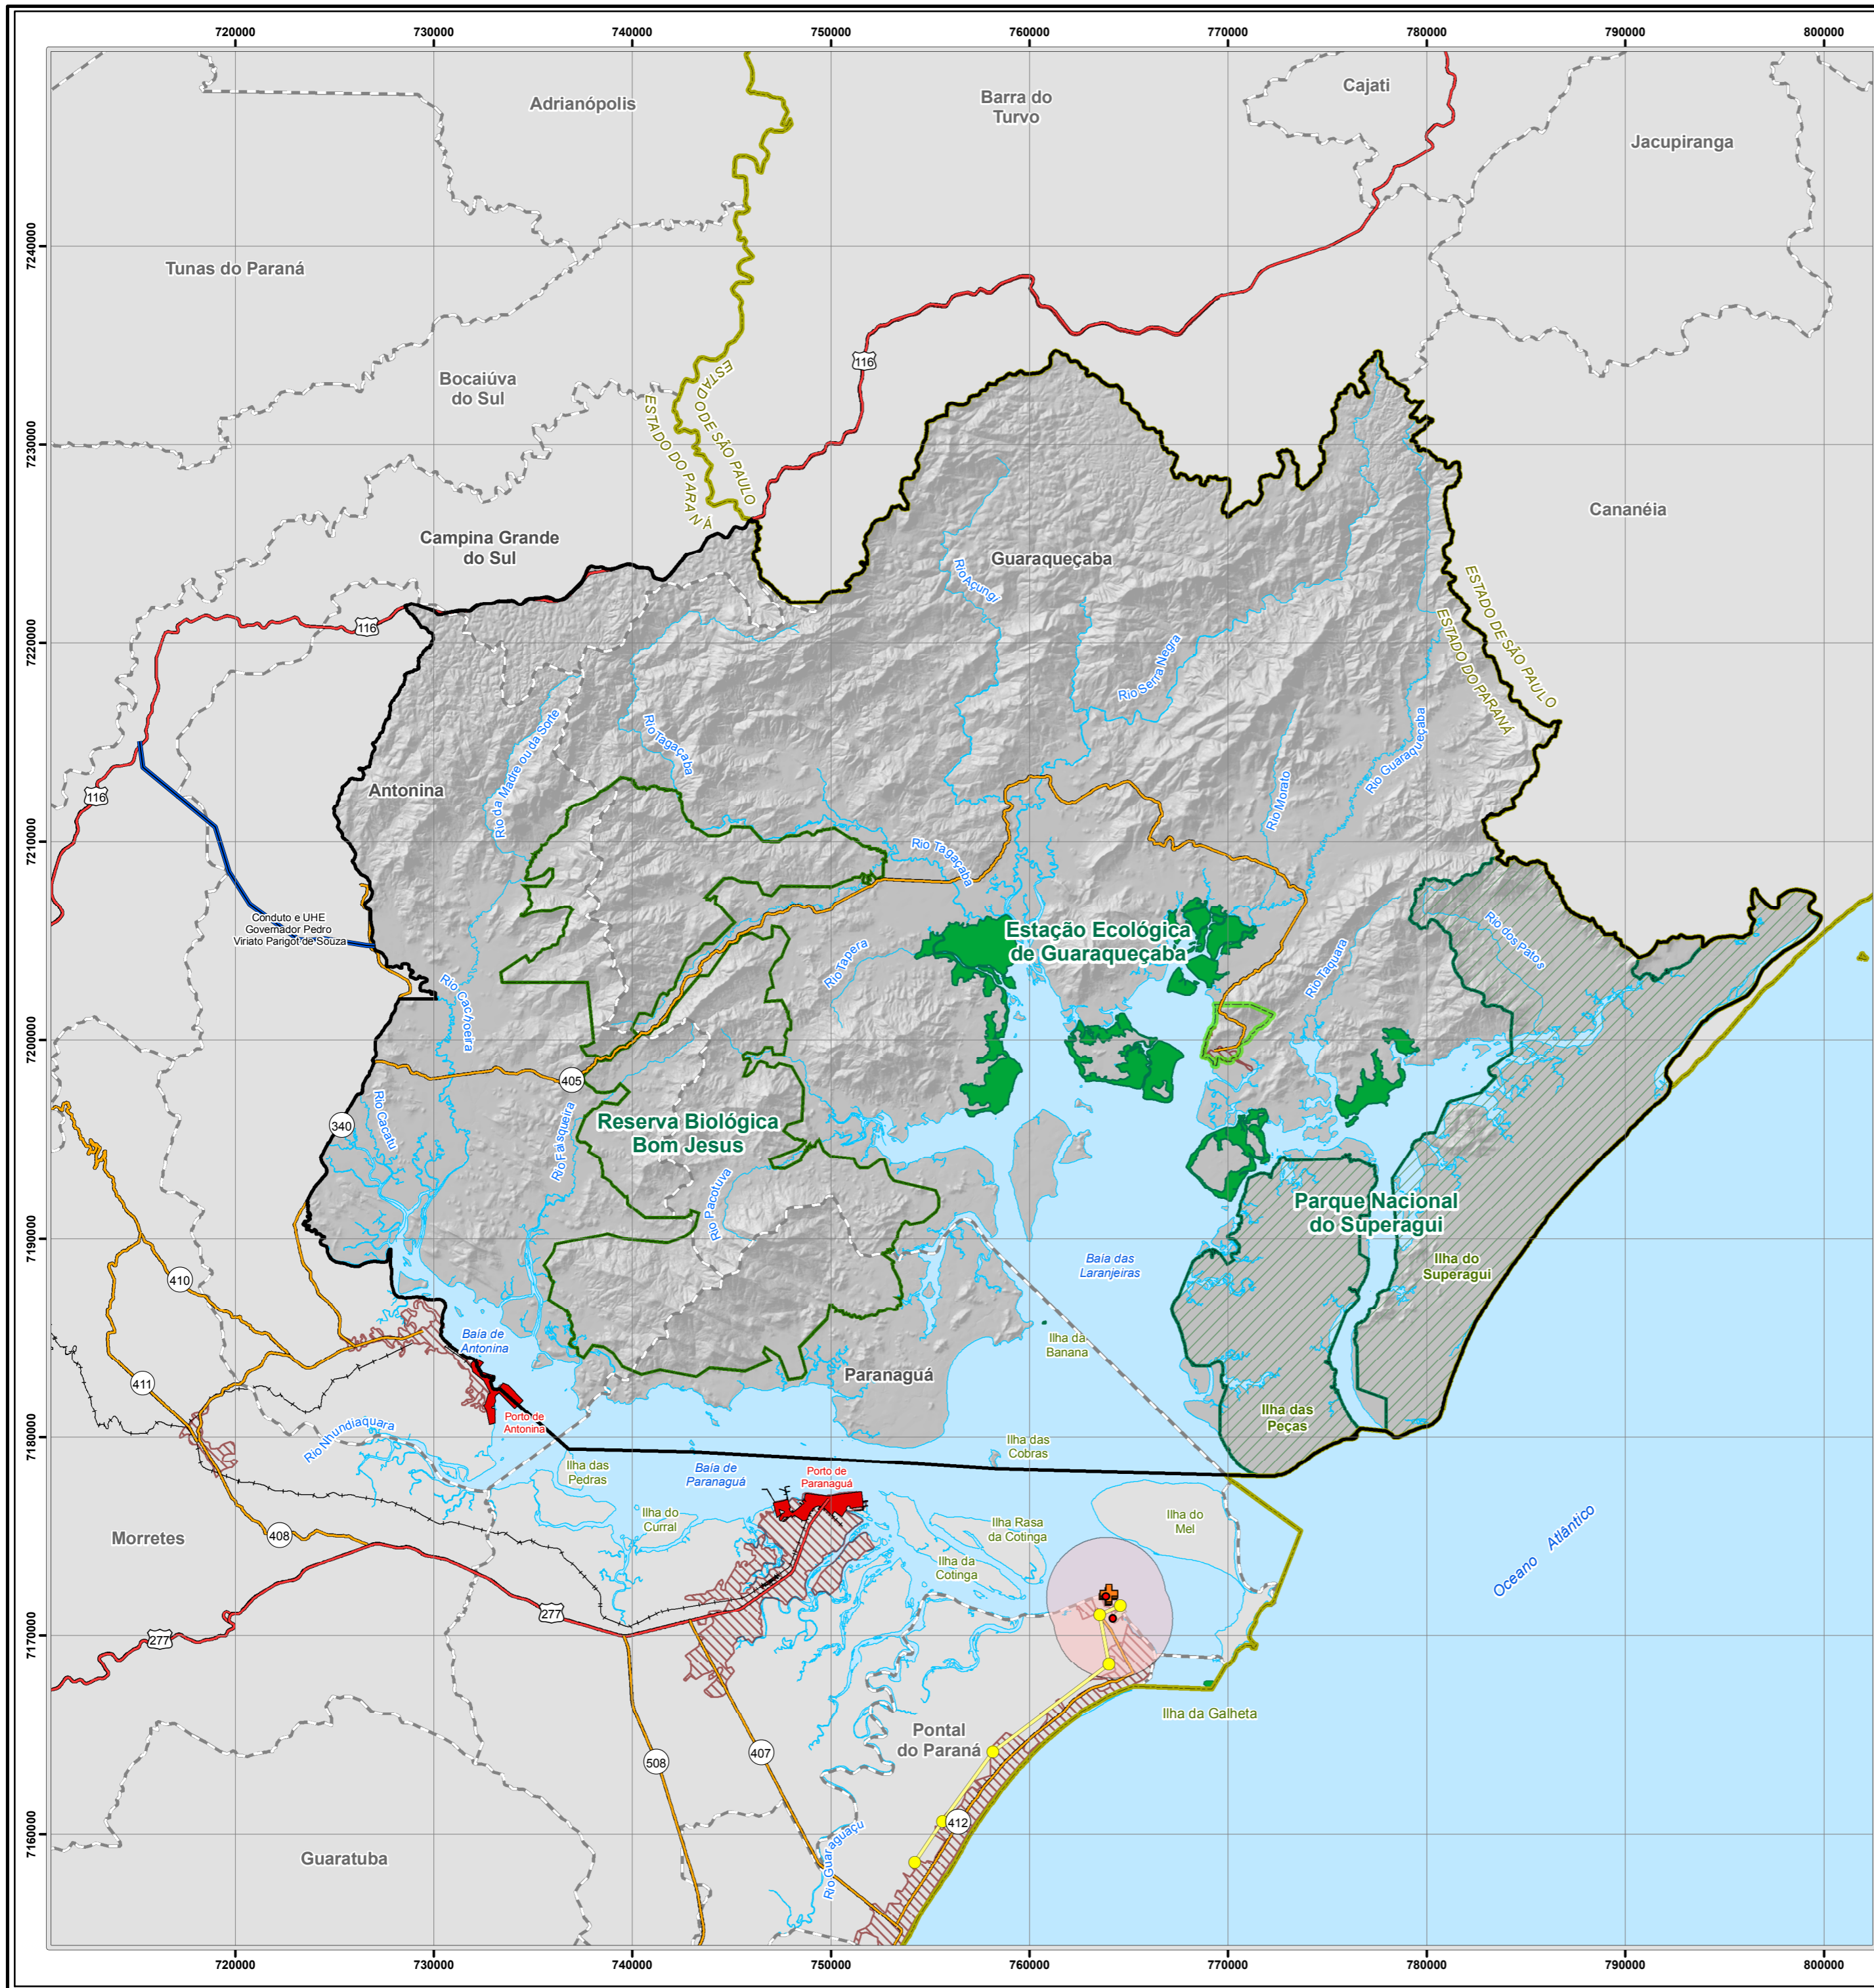 720000 730000 740000 750000 760000 770000 780000 790000 800000
Adrianópolis
Barra do
Turvo
Cajati
Jacupiranga
7240000
Tunas do Paraná
Bocaiúva
do Sul
116
ESTADO DE SÃO PAULO
ESTADO DO PARANÁ
7230000
Cananéia
Campina Grande
do Sul
Guaraqueçaba
Rio Açungi
ESTADO DE SÃO PAULO
ESTADO DO PARANÁ
116
7220000
Rio Serra Negra
Rio da Madre ou da Sorte
Rio Tagaçaba
Rio Guaraqueçaba
116
Antonina
Rio Morato
7210000
Rio Tagaçaba
Conduto e UHE
Governador Pedro
Viriato Parigot de Souza
Estação Ecológica
de Guaraqueçaba
Rio dos Patos
Rio Tapera
Rio Taquara
Rio Cachoeira
7200000
405
340
Rio Cacatu
Rio Faisqueira
Reserva Biológica
Bom Jesus
Rio Pacotuva
Parque Nacional
do Superagui
7190000
410
Baía das
Laranjeiras
Ilha do
Superagui
Baía de
Antonina
Ilha da
Banana
411
Paranaguá
Porto de
Antonina
Ilha das
Peças
7180000
Rio Nhundiaquara
Ilha das
Cobras
Ilha das
Pedras
Baía de
Paranaguá
Porto de
Paranaguá
Ilha do
Curral
Ilha Rasa
da Cotinga
Ilha do
Mel
Oceano Atlântico
Morretes
408
Ilha da
Cotinga
277
277
7170000
Ilha da Galheta
Pontal
do Paraná
407
508
412
7160000
Rio Guaraguaçu
Guaratuba
720000 730000 740000 750000 760000 770000 780000 790000 800000